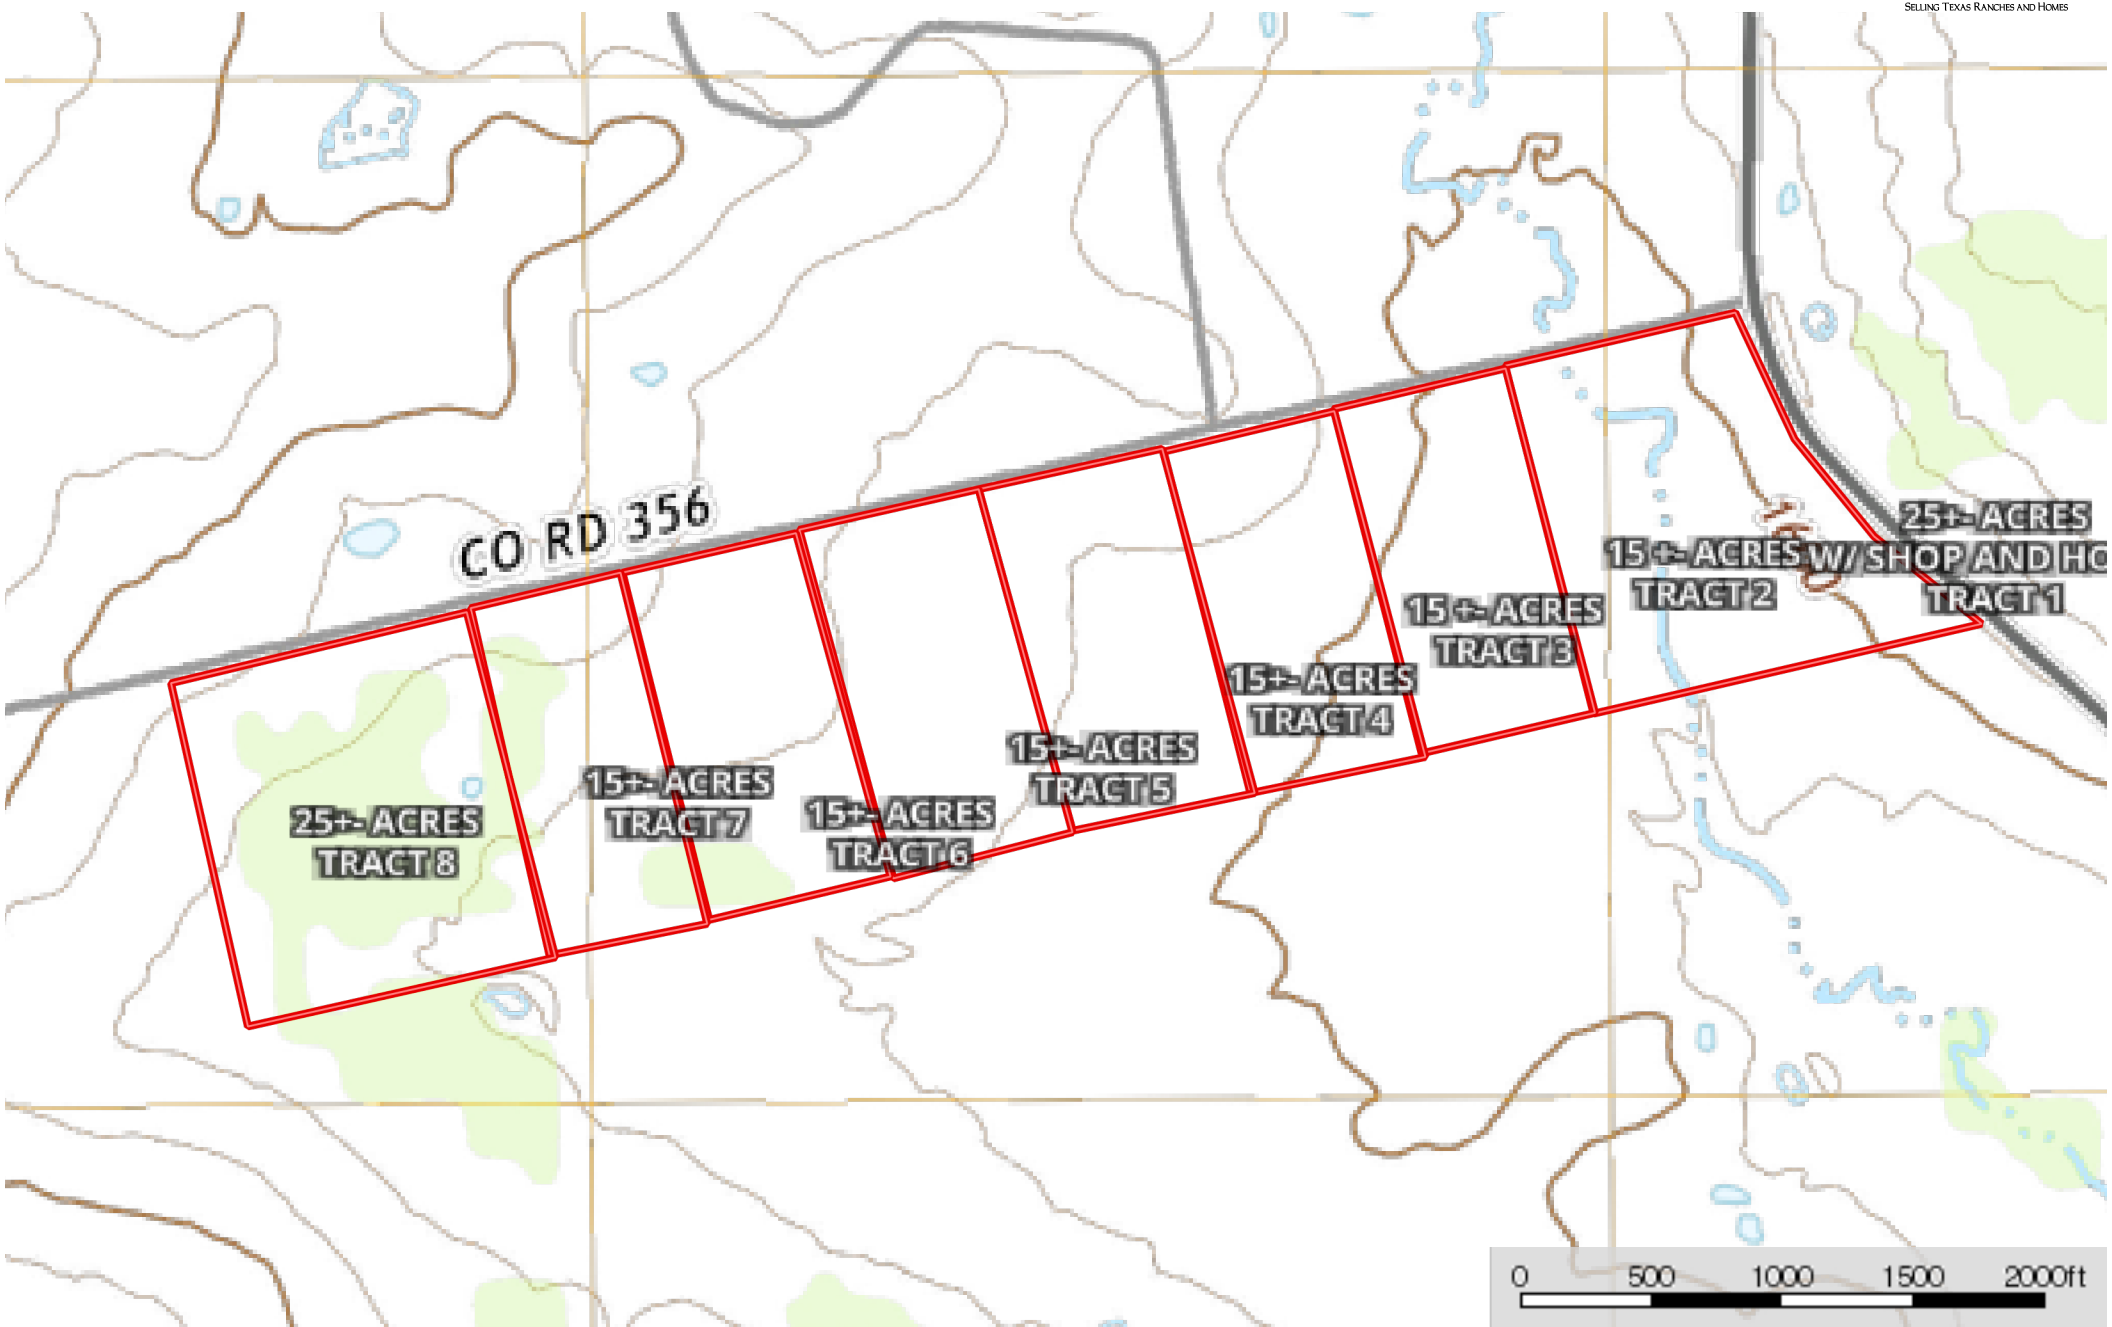 SELLING TEXAS RANCHES AND HOMES
CO RD 356
25+- ACRES
W/ SHOP AND HO
TRACT 1
15 +- ACRES
TRACT 2
15 +- ACRES
TRACT 3
15+- ACRES
TRACT 4
15+- ACRES
TRACT 5
15+- ACRES
TRACT 6
15+- ACRES
TRACT 7
25+- ACRES
TRACT 8
0 500 1000 1500 2000ft